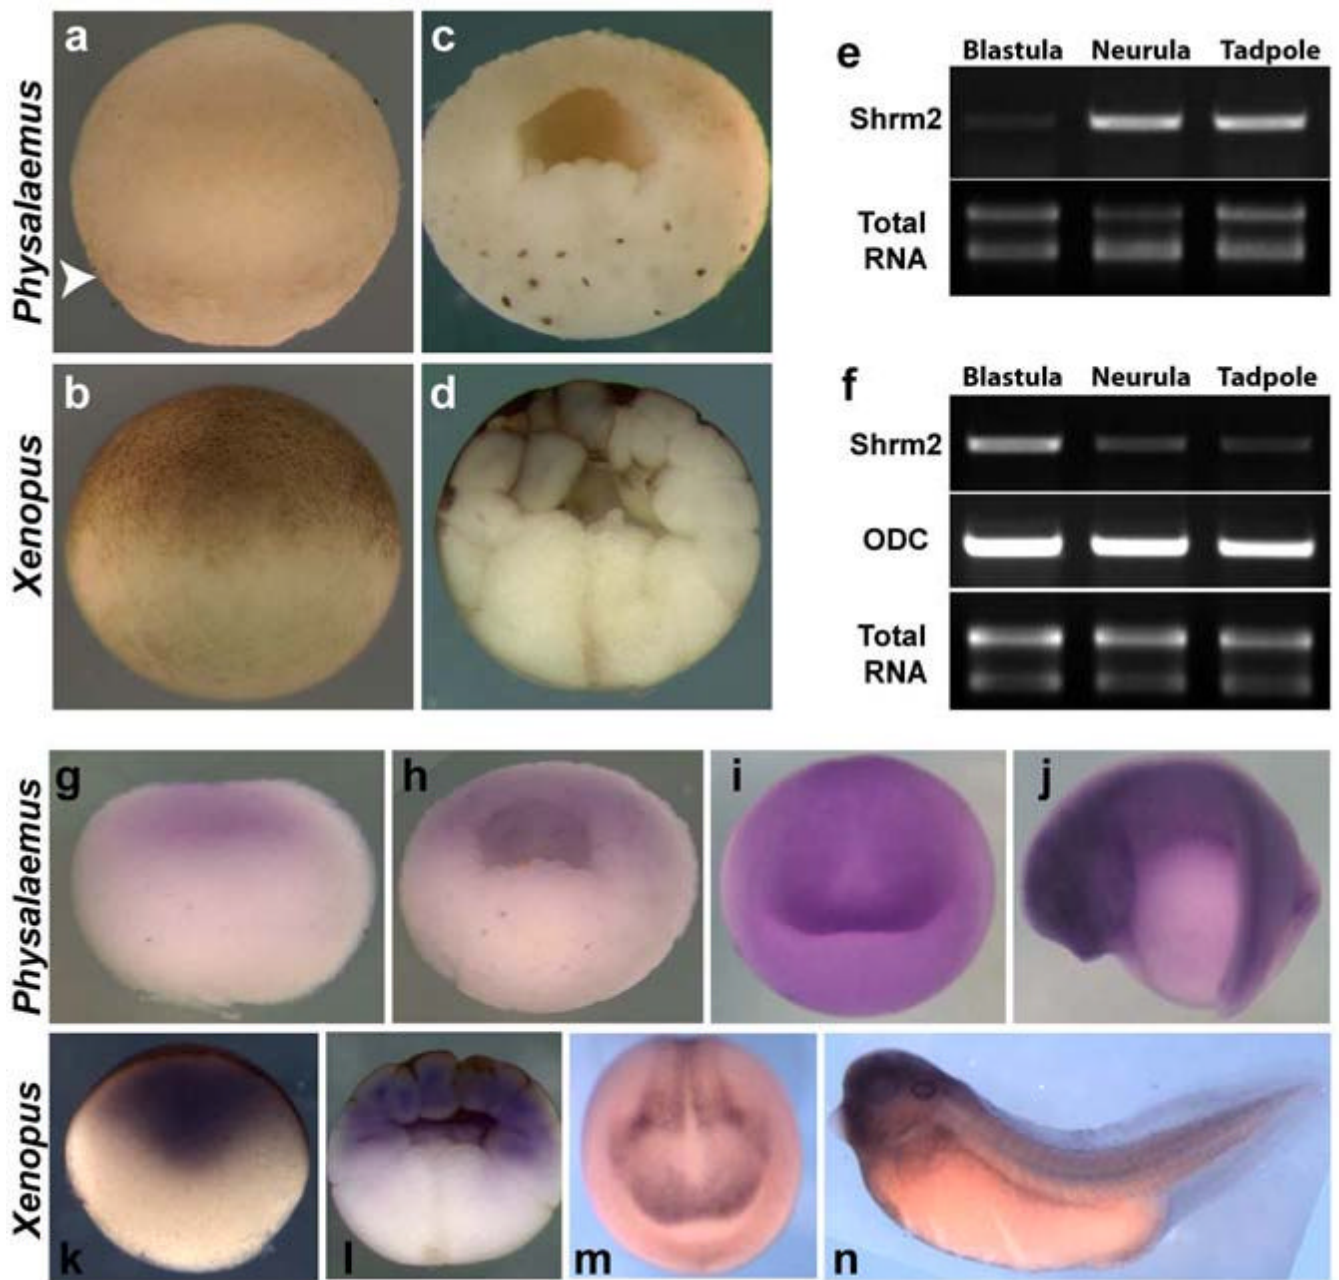 Physalaemus
a
c
Xenopus
b
d
e
Blastula Neurula Tadpole
Shrm2
Total
RNA
f
Blastula Neurula Tadpole
Shrm2
ODC
Total
RNA
Physalaemus
g
h
i
j
Xenopus
k
l
m
n